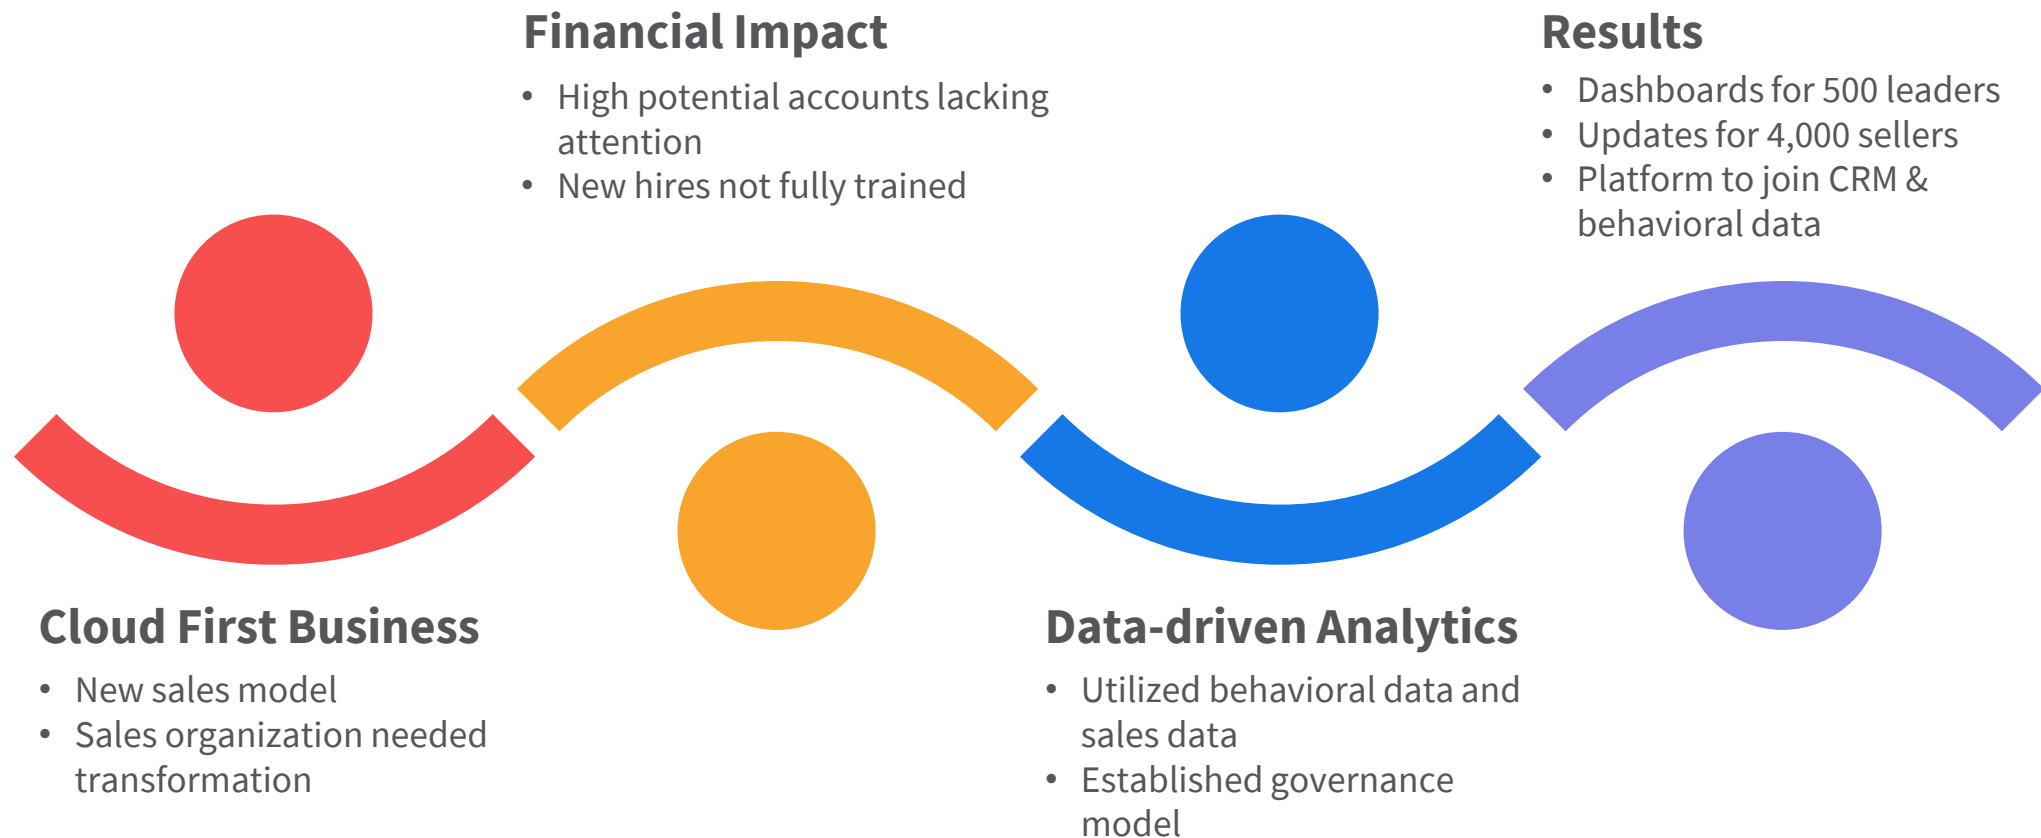 Financial Impact
• High potential accounts lacking
attention
• New hires not fully trained
Results
• Dashboards for 500 leaders
• Updates for 4,000 sellers
• Platform to join CRM &
behavioral data
Cloud First Business
• New sales model
• Sales organization needed
transformation
Data-driven Analytics
• Utilized behavioral data and
sales data
• Established governance
model